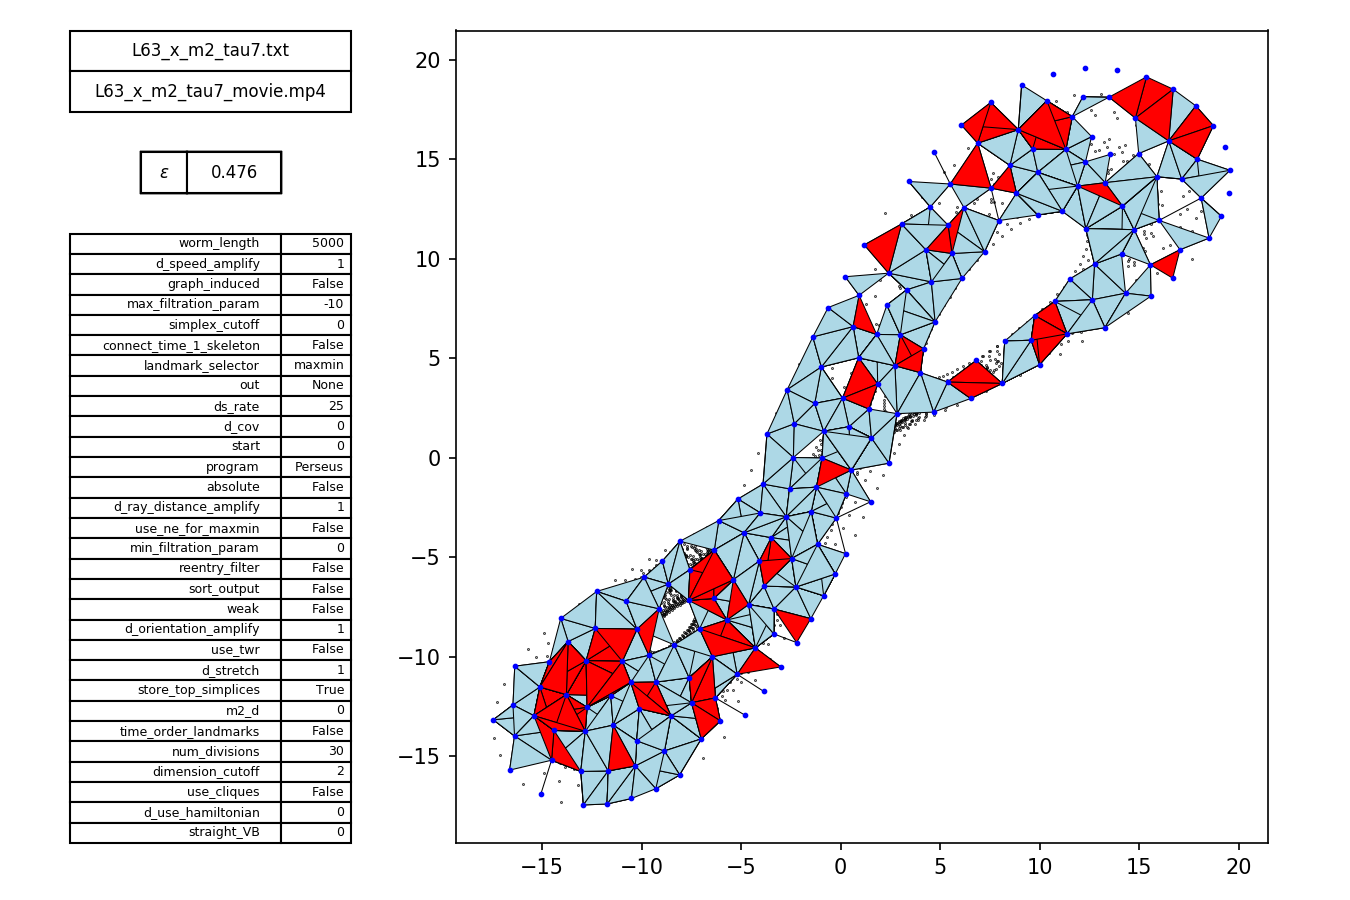 L63_x_m2_tau7.txt
L63_x_m2_tau7_movie.mp4
ε 0.476
worm_length 5000
d_speed_amplify 1
graph_induced False
max_filtration_param -10
simplex_cutoff 0
connect_time_1_skeleton False
landmark_selector maxmin
out None
ds_rate 25
d_cov 0
start 0
program Perseus
absolute False
d_ray_distance_amplify 1
use_ne_for_maxmin False
min_filtration_param 0
reentry_filter False
sort_output False
weak False
d_orientation_amplify 1
use_twr False
d_stretch 1
store_top_simplices True
m2_d 0
time_order_landmarks False
num_divisions 30
dimension_cutoff 2
use_cliques False
d_use_hamiltonian 0
straight_VB 0
20
15
10
5
0
−5
−10
−15
−15 −10 −5 0 5 10 15 20